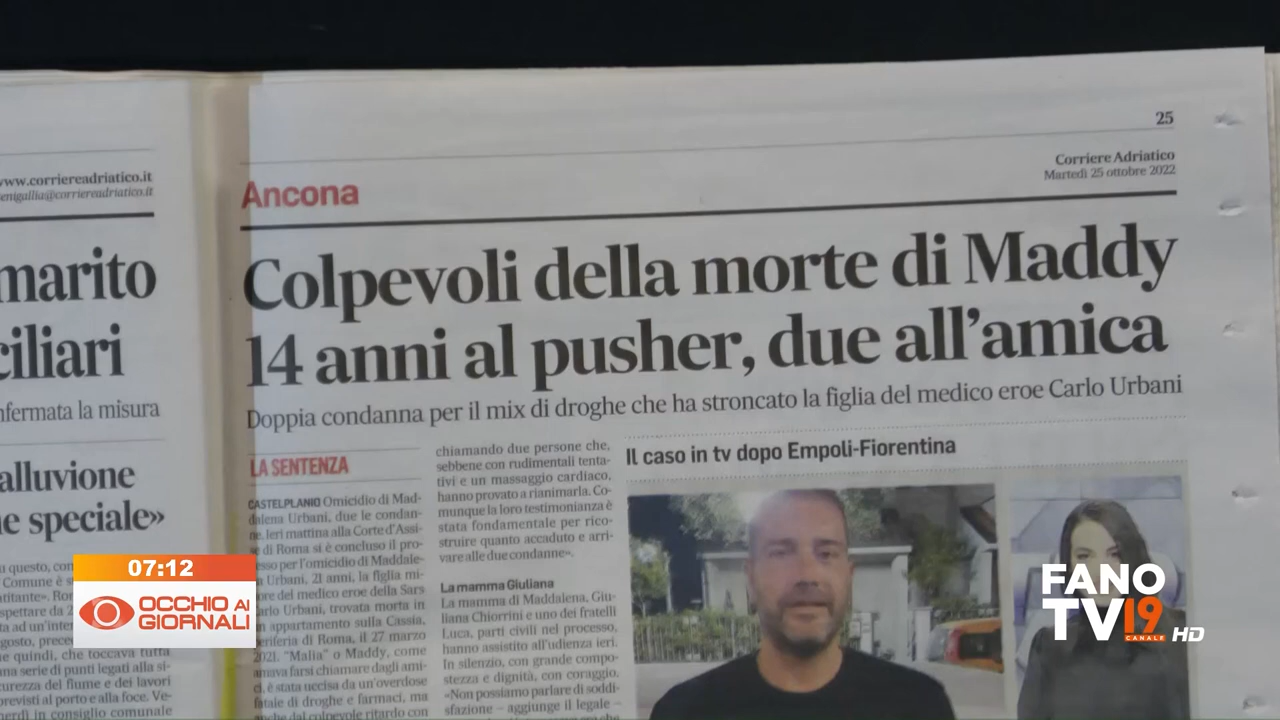 25
www.corriereadriatico.it
Corriere Adriatico
Martedì 25 ottobre 2022
Ancona
marito
ciliari
nfermata la misura
alluvione
e speciale»
Colpevoli della morte di Maddy
14 anni al pusher, due all'amica
Doppia condanna per il mix di droghe che ha stroncato la figlia del medico eroe Carlo Urbani
LA SENTENZA
CASTELPLANIO Omicidio di Mad-
dalena Urbani, due le condan-
ne. Ieri mattina alla Corte d'Assi-
se di Roma si è concluso il pro-
cesso per l'omicidio di Maddale-
na Urbani, 21 anni, la figlia mi-
nore del medico eroe della Sars
Carlo Urbani, trovata morta in
un appartamento sulla Cassia,
periferia di Roma, il 27 marzo
2021. "Malia" o Maddy, come
amava farsi chiamare dagli ami-
ci, è stata uccisa da un'overdose
fatale di droghe e farmaci, ma
anche dal colpevole ritardo con
chiamando due persone che,
sebbene con rudimentali tenta-
tivi e un massaggio cardiaco,
hanno provato a rianimarla. Co-
munque la loro testimonianza è
stata fondamentale per rico-
struire quanto accaduto e arri-
vare alle due condanne».
La mamma Giuliana
La mamma di Maddalena, Giu-
liana Chiorrini e uno dei fratelli
Luca, parti civili nel processo,
hanno assistito all'udienza ieri.
In silenzio, con grande compo-
stezza e dignità, con coraggio.
«Non possiamo parlare di soddi-
sfazione – aggiunge il legale –
Il caso in tv dopo Empoli-Fiorentina
07:12
OCCHIO AI
GIORNALI
FANO
TV19
CANALE
HD